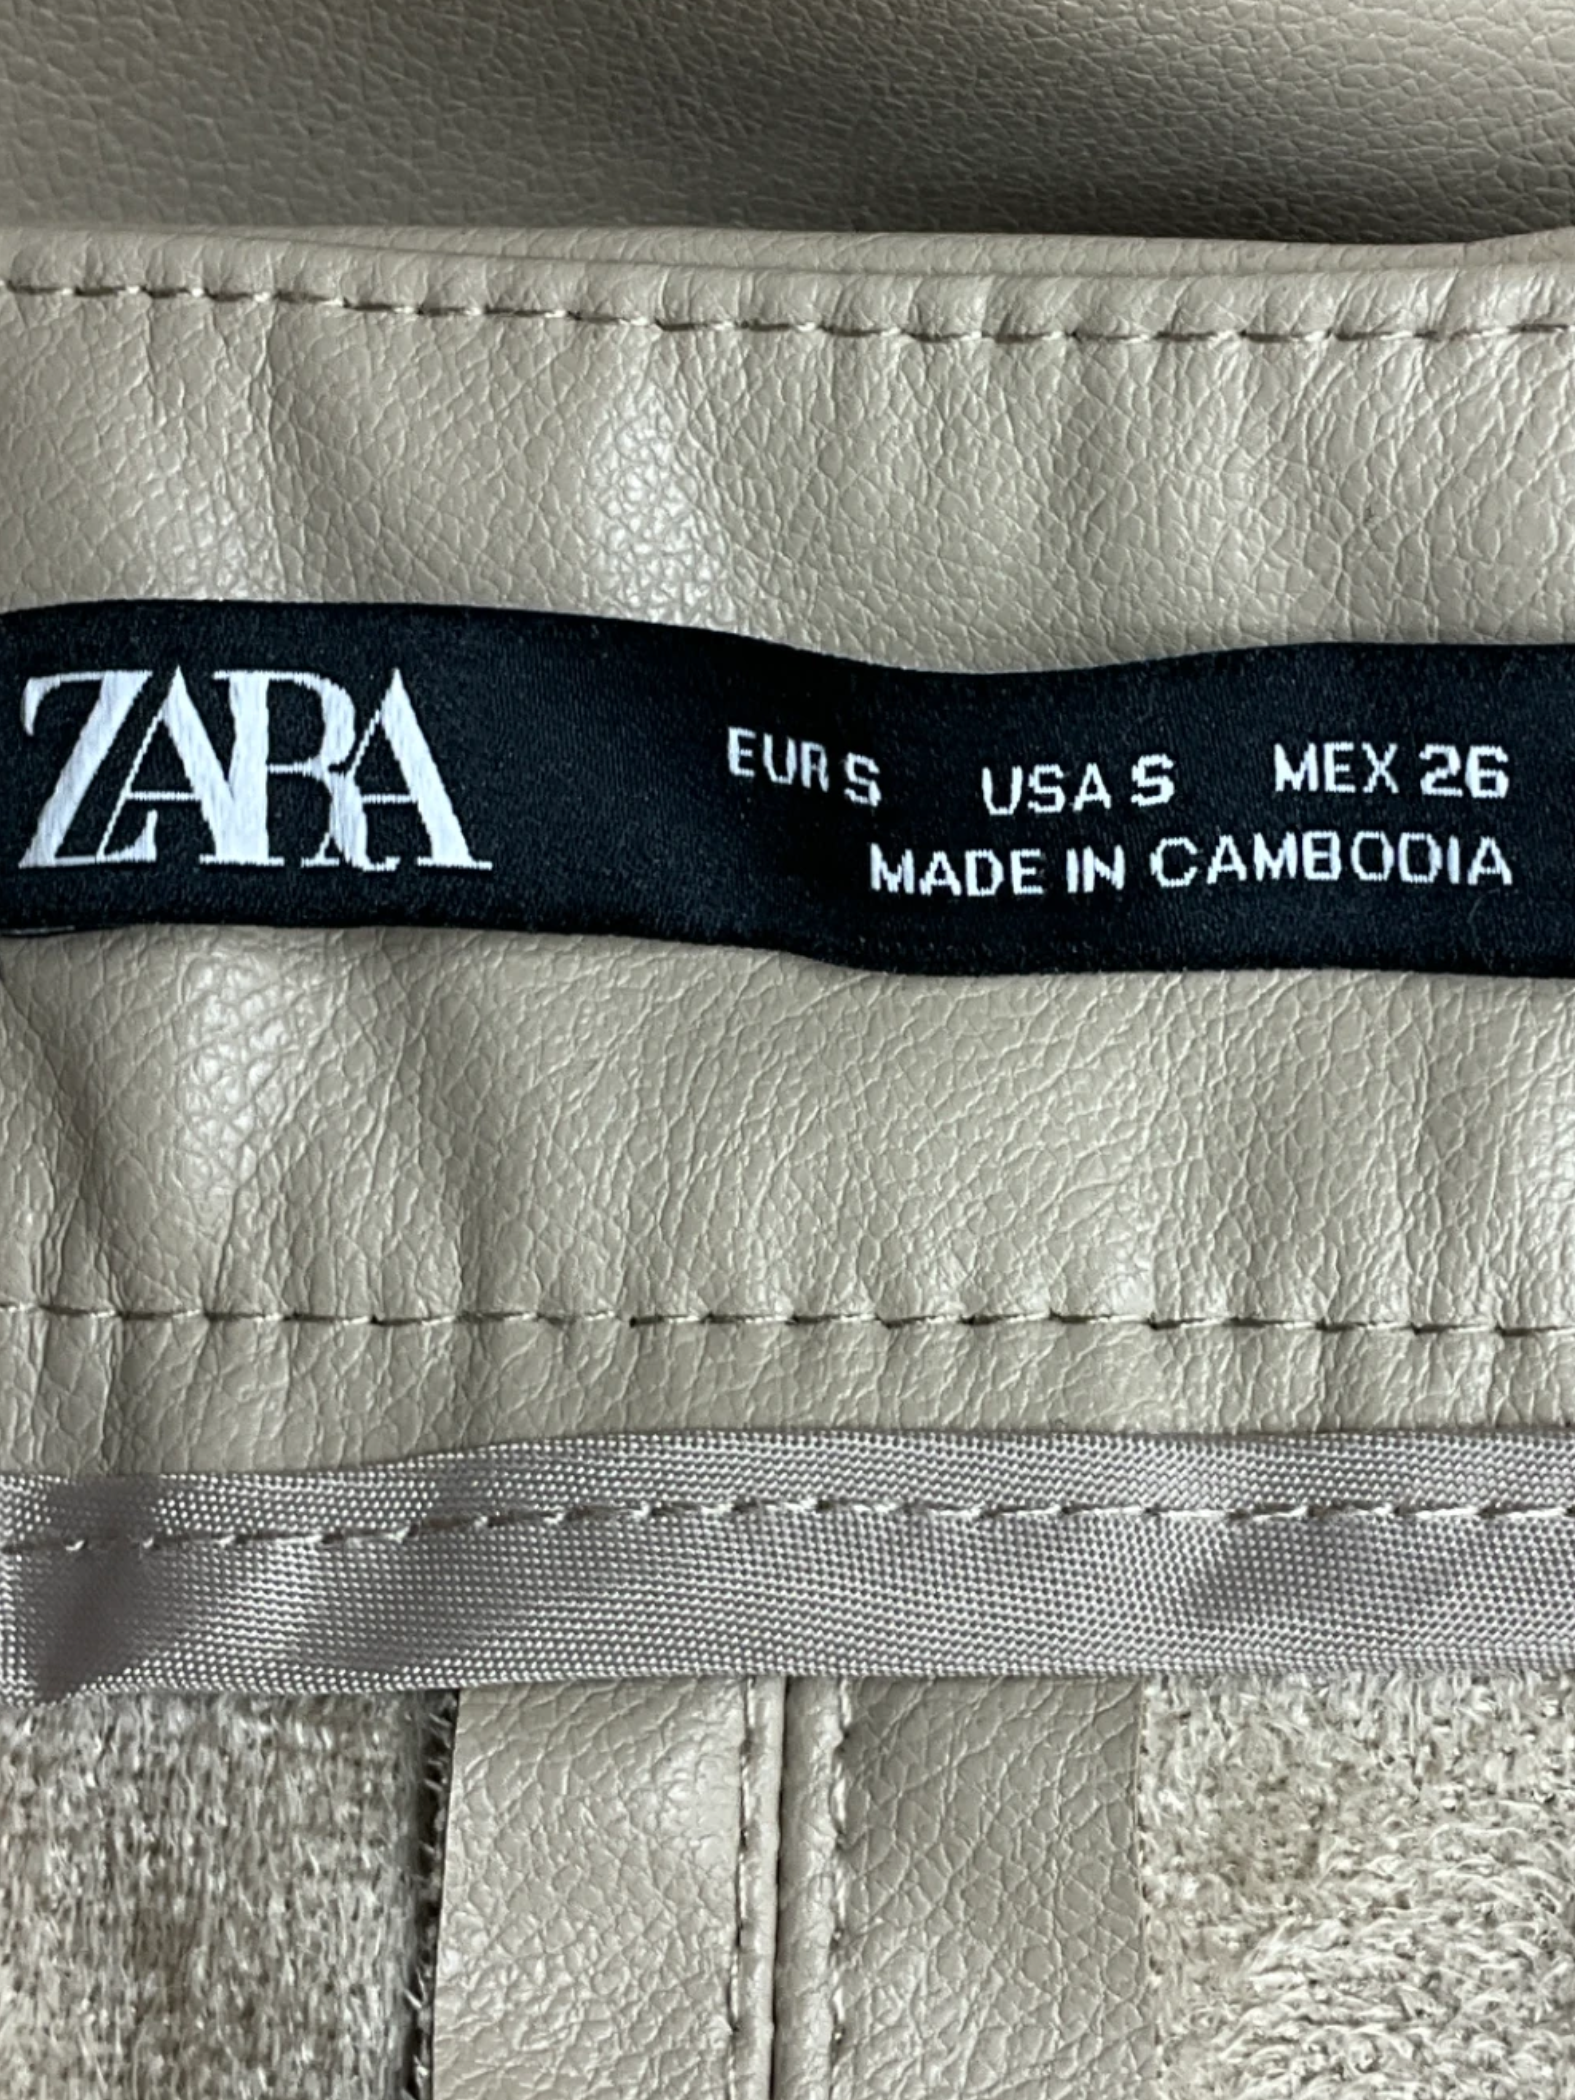 ZARA
EUR S USA S MEX 26
MADE IN CAMBODIA